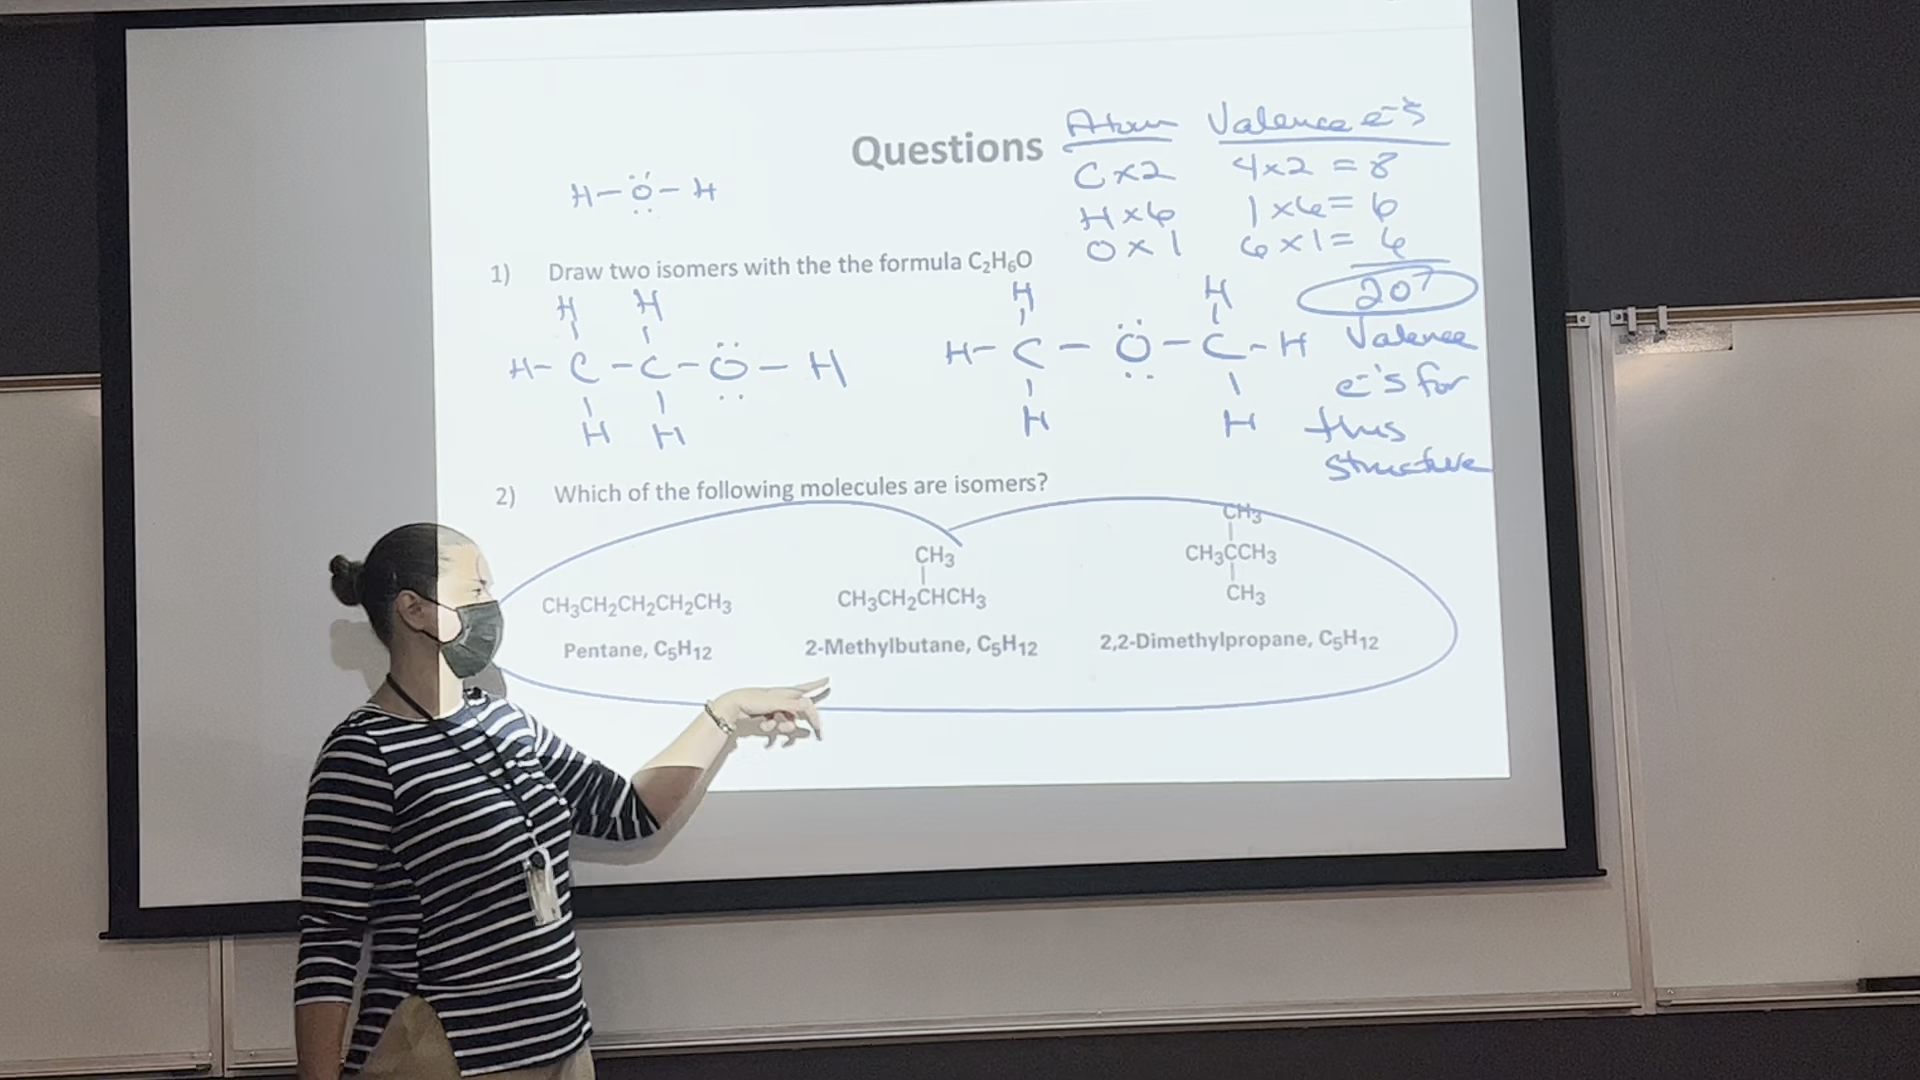 Questions
Atom Valence e⁻'s
C x 2 4 x 2 = 8
H x 6 1 x 6 = 6
O x 1 6 x 1 = 6
20
Valence
e⁻'s for
this
structure
H – Ö – H
1) Draw two isomers with the the formula C₂H₆O
H H
H – C – C – O – H
H H
H H
H – C – O – C – H
H H
2) Which of the following molecules are isomers?
CH₃CH₂CH₂CH₂CH₃
Pentane, C₅H₁₂
CH₃
CH₃CH₂CHCH₃
2-Methylbutane, C₅H₁₂
CH₃
CH₃CCH₃
CH₃
2,2-Dimethylpropane, C₅H₁₂